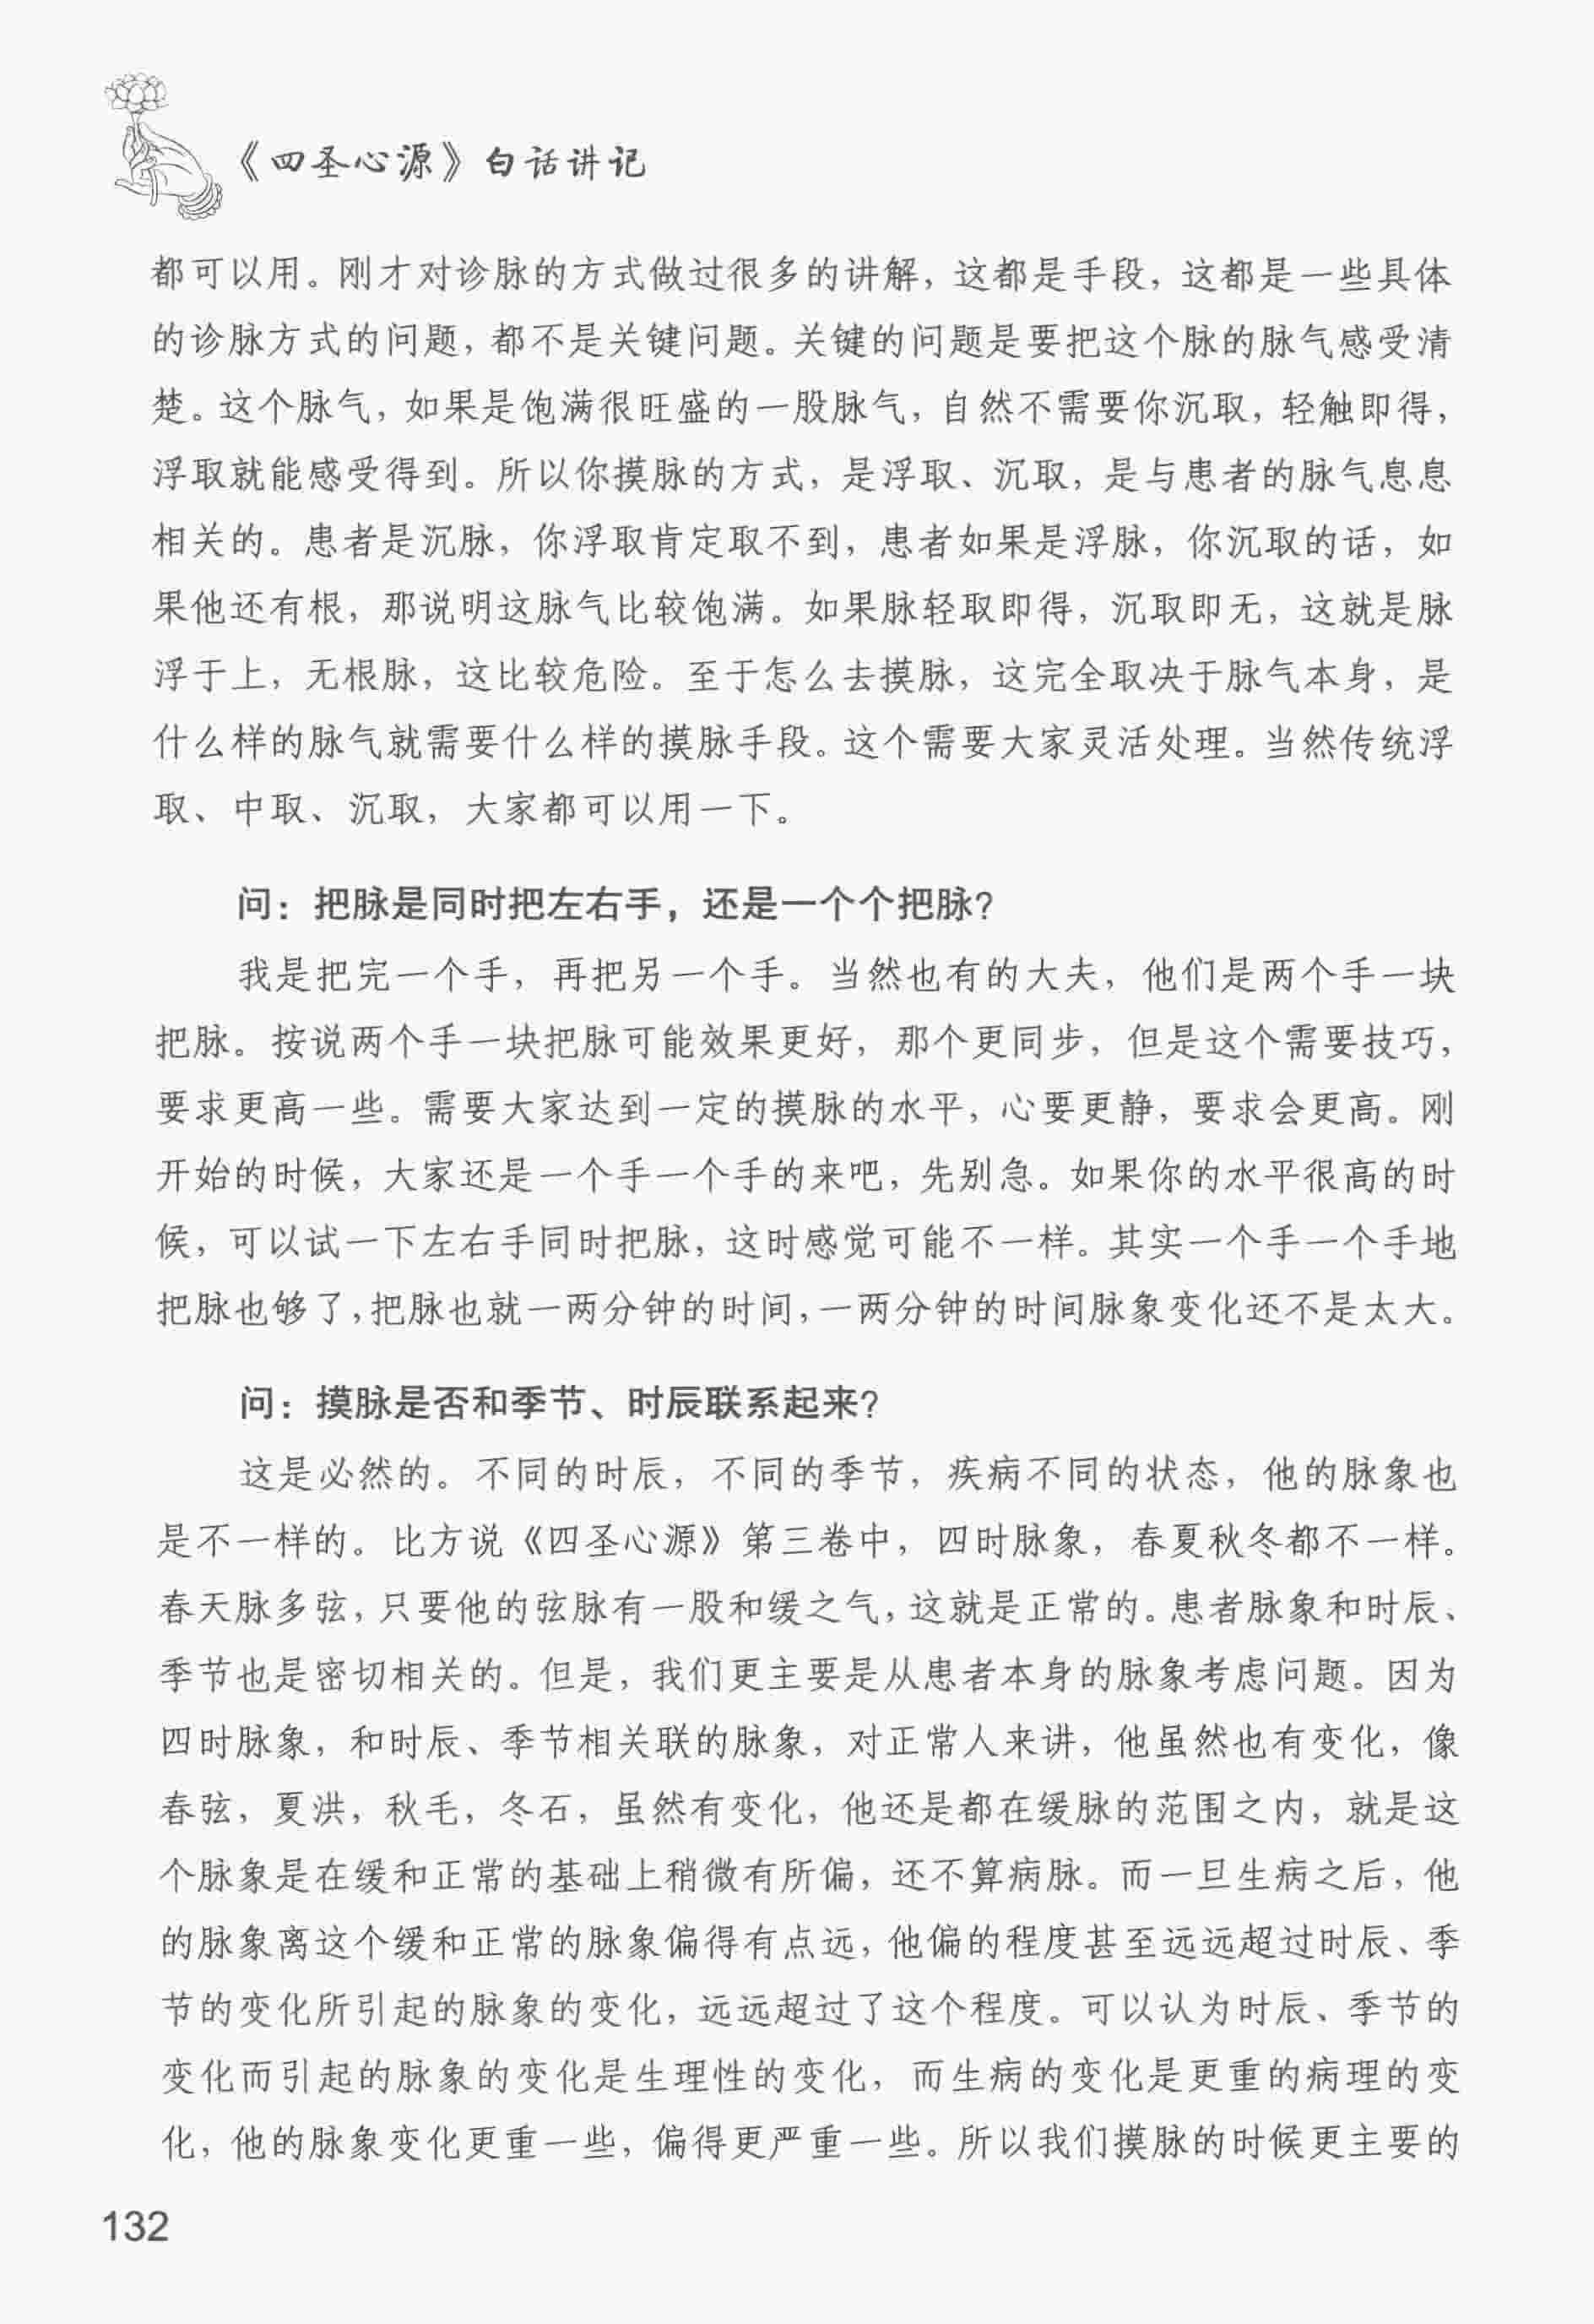 《四圣心源》白话讲记
都可以用。刚才对诊脉的方式做过很多的讲解，这都是手段，这都是一些具体
的诊脉方式的问题，都不是关键问题。关键的问题是要把这个脉的脉气感受清
楚。这个脉气，如果是饱满很旺盛的一股脉气，自然不需要你沉取，轻触即得，
浮取就能感受得到。所以你摸脉的方式，是浮取、沉取，是与患者的脉气息息
相关的。患者是沉脉，你浮取肯定取不到，患者如果是浮脉，你沉取的话，如
果他还有根，那说明这脉气比较饱满。如果脉轻取即得，沉取即无，这就是脉
浮于上，无根脉，这比较危险。至于怎么去摸脉，这完全取决于脉气本身，是
什么样的脉气就需要什么样的摸脉手段。这个需要大家灵活处理。当然传统浮
取、中取、沉取，大家都可以用一下。
问：把脉是同时把左右手，还是一个个把脉？
我是把完一个手，再把另一个手。当然也有的大夫，他们是两个手一块
把脉。按说两个手一块把脉可能效果更好，那个更同步，但是这个需要技巧，
要求更高一些。需要大家达到一定的摸脉的水平，心要更静，要求会更高。刚
开始的时候，大家还是一个手一个手的来吧，先别急。如果你的水平很高的时
候，可以试一下左右手同时把脉，这时感觉可能不一样。其实一个手一个手地
把脉也够了，把脉也就一两分钟的时间，一两分钟的时间脉象变化还不是太大。
问：摸脉是否和季节、时辰联系起来？
这是必然的。不同的时辰，不同的季节，疾病不同的状态，他的脉象也
是不一样的。比方说《四圣心源》第三卷中，四时脉象，春夏秋冬都不一样。
春天脉多弦，只要他的弦脉有一股和缓之气，这就是正常的。患者脉象和时辰、
季节也是密切相关的。但是，我们更主要是从患者本身的脉象考虑问题。因为
四时脉象，和时辰、季节相关联的脉象，对正常人来讲，他虽然也有变化，像
春弦，夏洪，秋毛，冬石，虽然有变化，他还是都在缓脉的范围之内，就是这
个脉象是在缓和正常的基础上稍微有所偏，还不算病脉。而一旦生病之后，他
的脉象离这个缓和正常的脉象偏得有点远，他偏的程度甚至远远超过时辰、季
节的变化所引起的脉象的变化，远远超过了这个程度。可以认为时辰、季节的
变化而引起的脉象的变化是生理性的变化，而生病的变化是更重的病理的变
化，他的脉象变化更重一些，偏得更严重一些。所以我们摸脉的时候更主要的
132